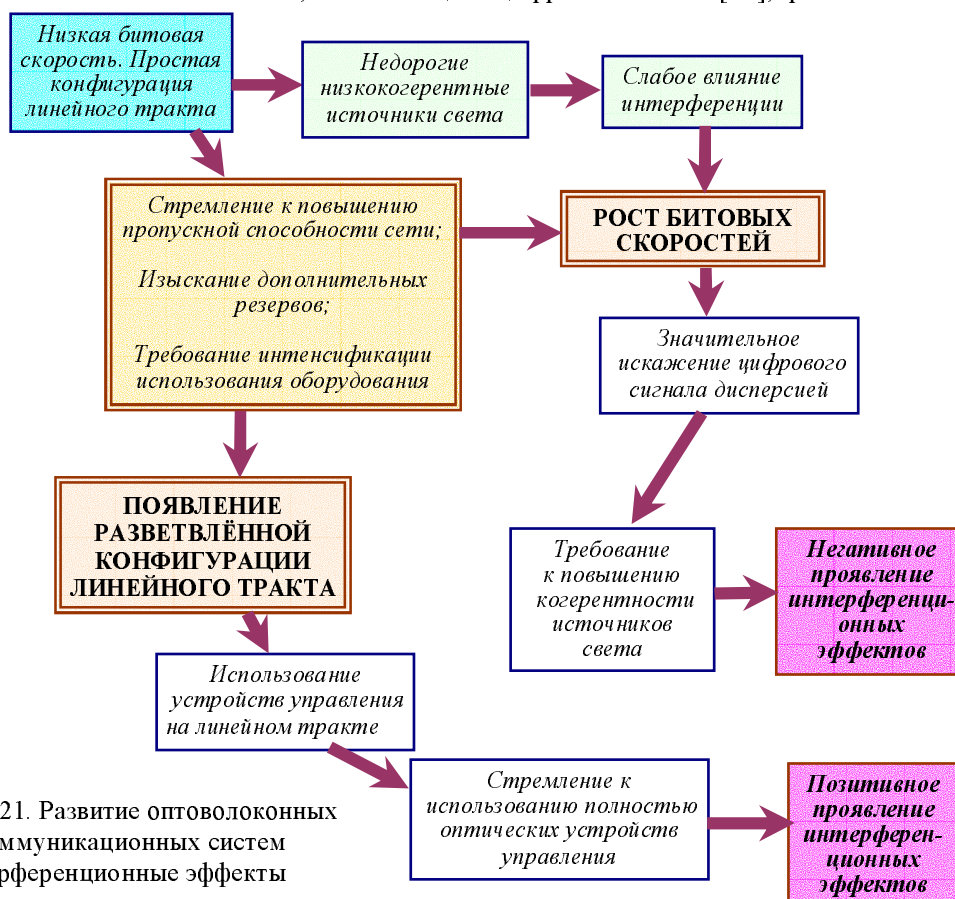 Низкая битовая
скорость. Простая
конфигурация
линейного тракта
Недорогие
низкокогерентные
источники света
Слабое влияние
интерференции
Стремление к повышению
пропускной способности сети;
Изыскание дополнительных
резервов;
Требование интенсификации
использования оборудования
РОСТ БИТОВЫХ
СКОРОСТЕЙ
Значительное
искажение цифрового
сигнала дисперсией
ПОЯВЛЕНИЕ
РАЗВЕТВЛЁННОЙ
КОНФИГУРАЦИИ
ЛИНЕЙНОГО ТРАКТА
Требование
к повышению
когерентности
источников
света
Негативное
проявление
интерференци-
онных
эффектов
Использование
устройств управления
на линейном тракте
Стремление к
использованию полностью
оптических устройств
управления
Позитивное
проявление
интерферен-
ционных
эффектов
21. Развитие оптоволоконных
ммуникационных систем
рференционные эффекты